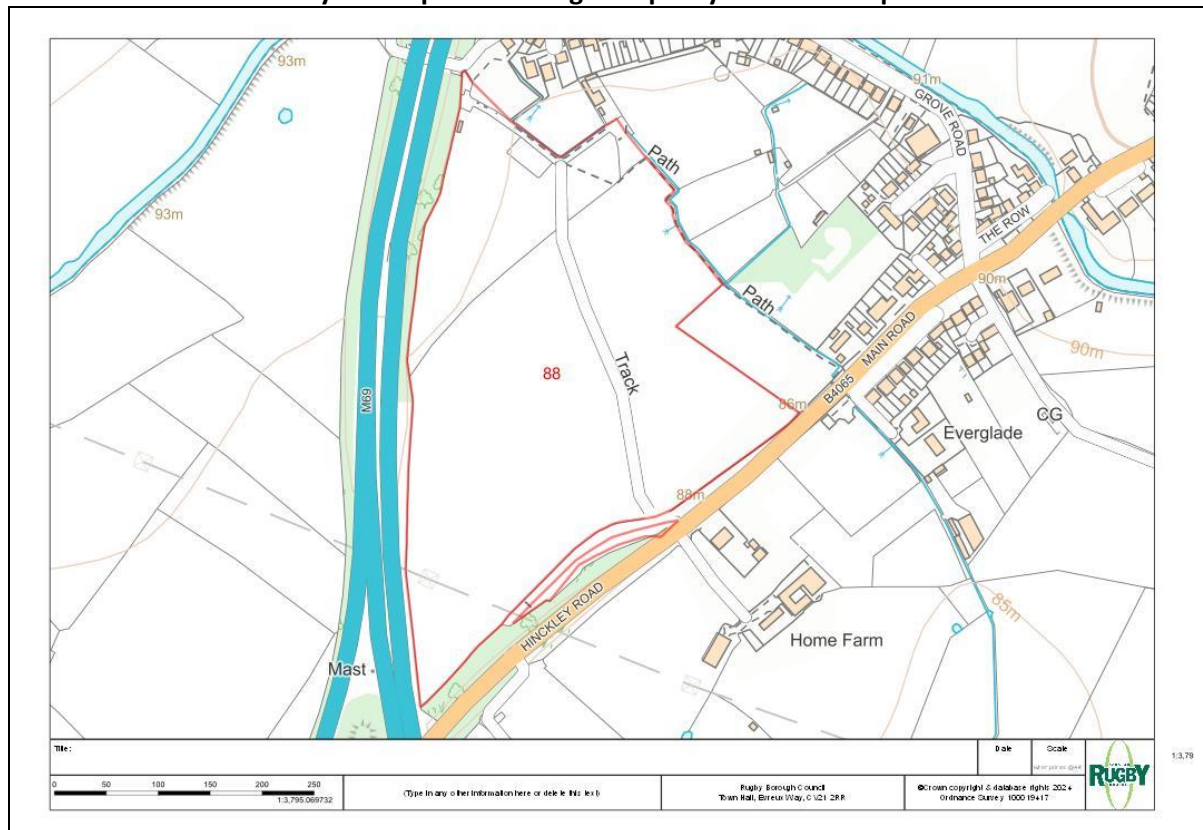 93m
91m
GROVE ROAD
Path
93m
THE ROW
90m
Path
MAIN ROAD
90m
M69
88
Track
86m
B4065
CG
Everglade
88m
HINCKLEY ROAD
85m
Home Farm
Mast
Title:
Date
Scale
1:3,79
RUGBY
0 50 100 150 200 250
1:3,795.069732
(Type in any other information here or delete this text)
Rugby Borough Council
Town Hall, Evreux Way, CV21 2RR
©Crown copyright & database rights 2024
Ordnance Survey 100019417